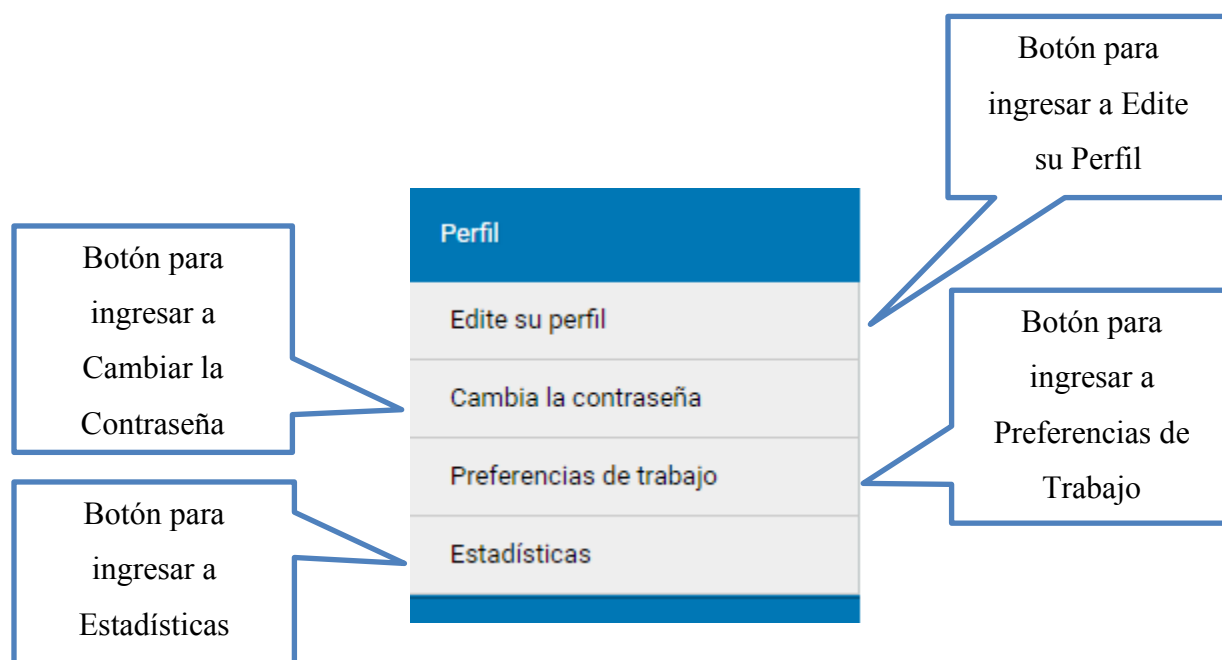 Botón para
ingresar a Edite
su Perfil
Perfil
Botón para
ingresar a
Cambiar la
Contraseña
Edite su perfil
Cambia la contraseña
Preferencias de trabajo
Estadísticas
Botón para
ingresar a
Preferencias de
Trabajo
Botón para
ingresar a
Estadísticas